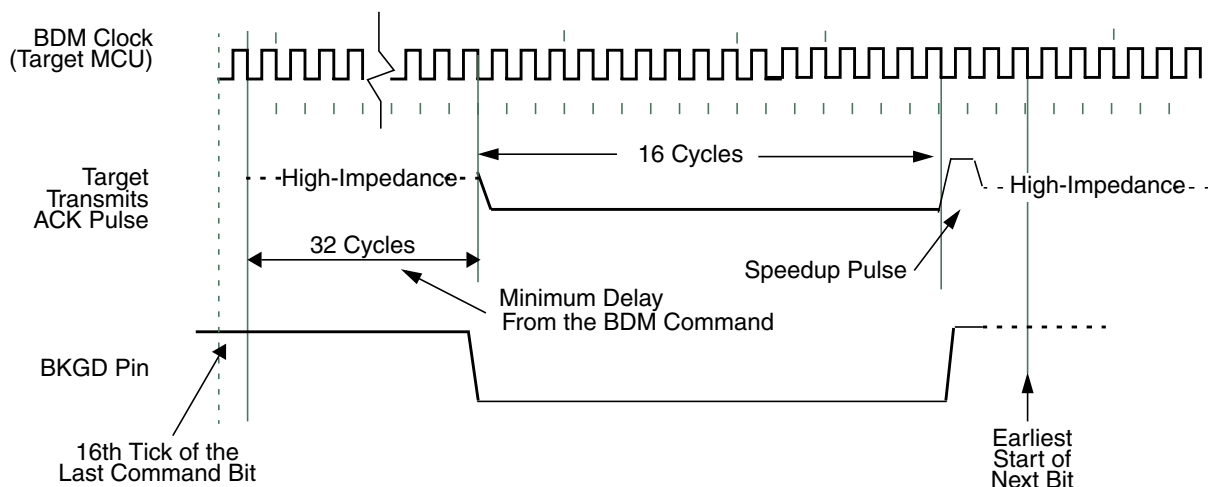 BDM Clock
(Target MCU)
16 Cycles
Target
Transmits
ACK Pulse
High-Impedance
High-Impedance
32 Cycles
Speedup Pulse
Minimum Delay
From the BDM Command
BKGD Pin
16th Tick of the
Last Command Bit
Earliest
Start of
Next Bit